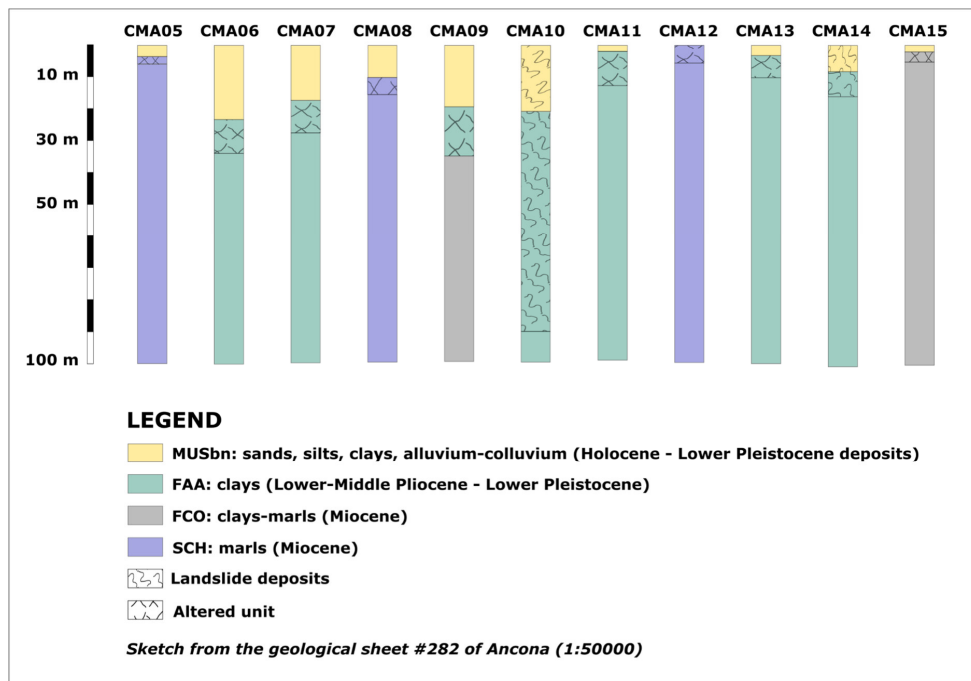 CMA05 CMA06 CMA07 CMA08 CMA09 CMA10 CMA11 CMA12 CMA13 CMA14 CMA15
10 m
30 m
50 m
100 m
LEGEND
MUSbn: sands, silts, clays, alluvium-colluvium (Holocene - Lower Pleistocene deposits)
FAA: clays (Lower-Middle Pliocene - Lower Pleistocene)
FCO: clays-marls (Miocene)
SCH: marls (Miocene)
Landslide deposits
Altered unit
Sketch from the geological sheet #282 of Ancona (1:50000)